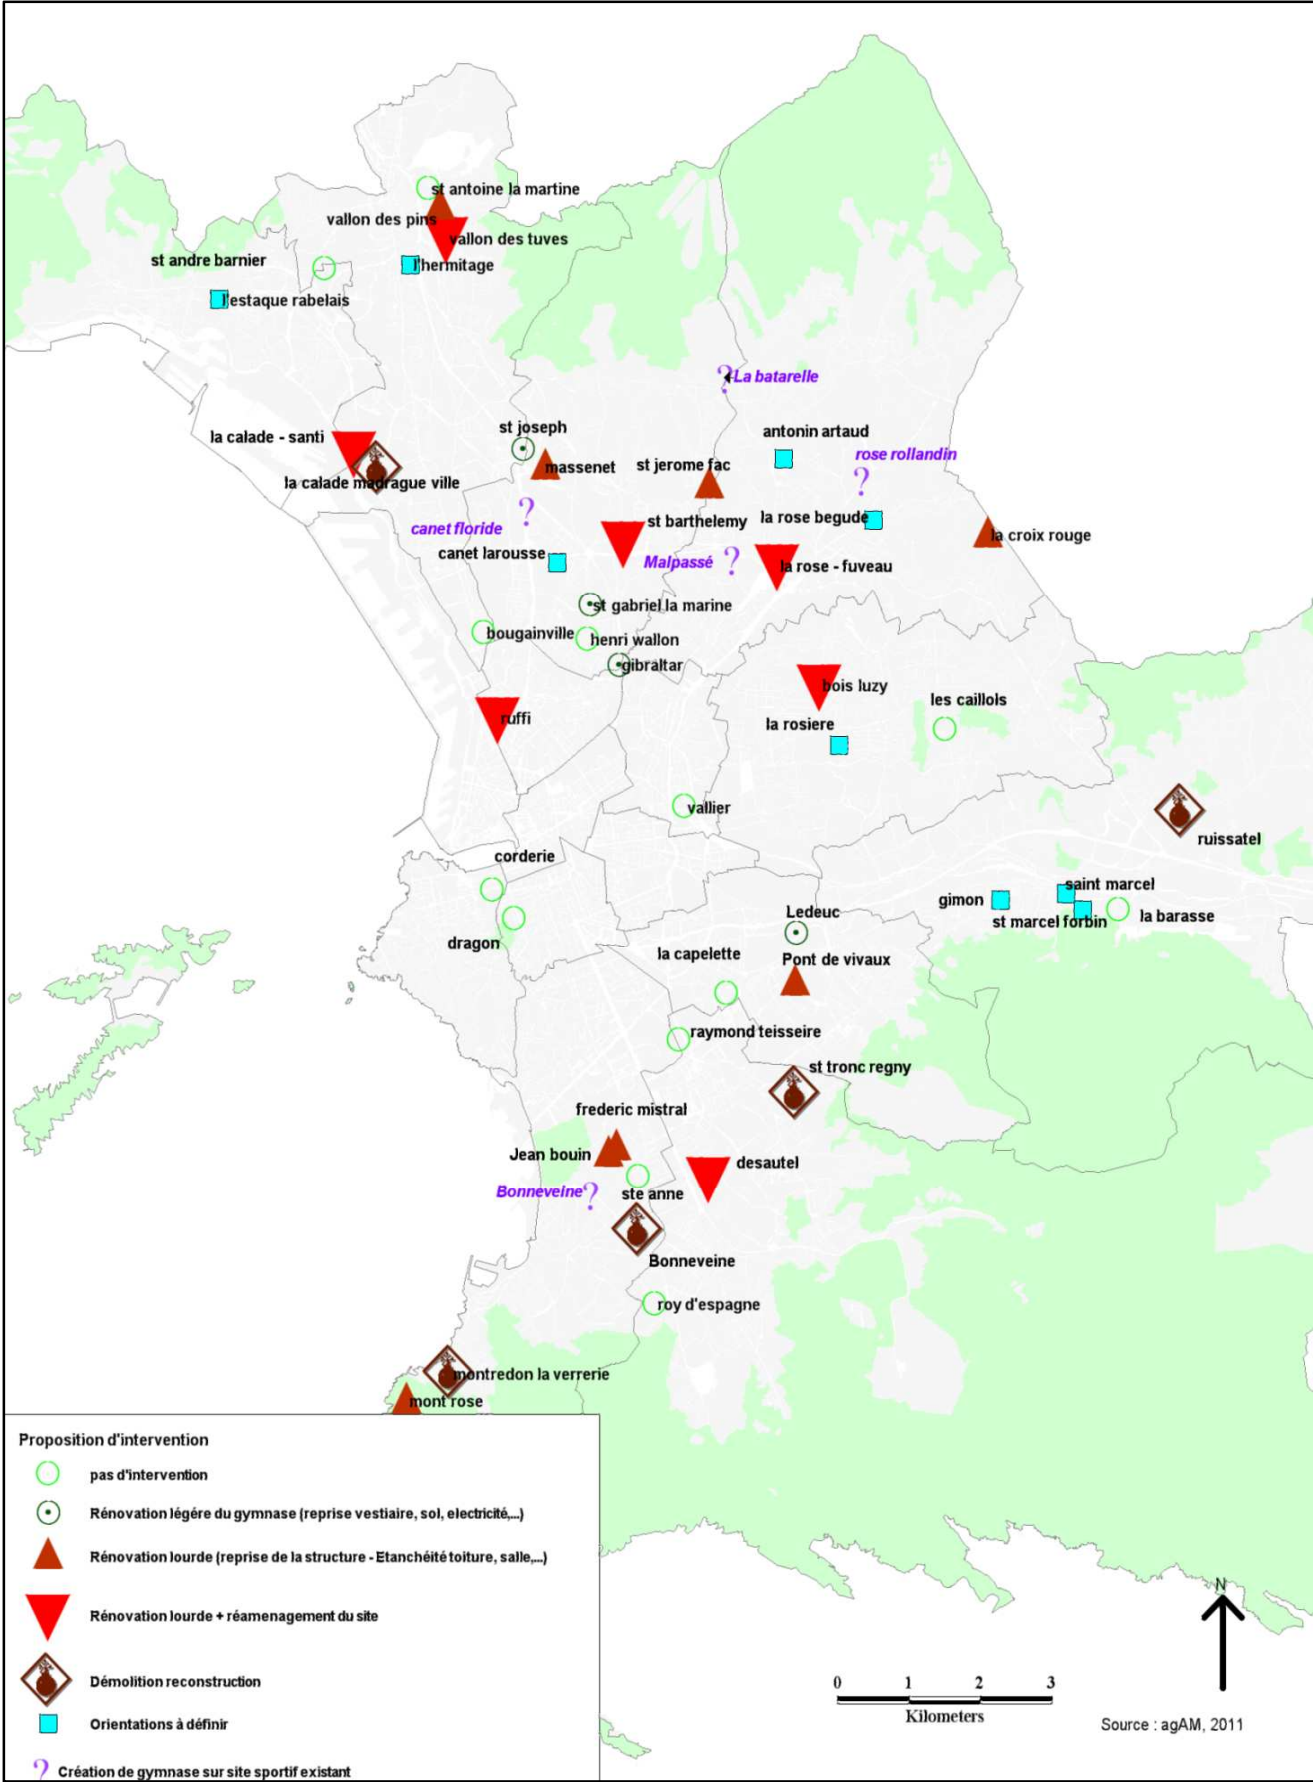 st antoine la martine
vallon des pins
vallon des tuves
st andre barnier
l'hermitage
l'estaque rabelais
? La batarelle
st joseph
antonin artaud
la calade - santi
rose rollandin
?
massenet
st jerome fac
la calade madrague ville
?
canet floride
st barthelemy
la rose begude
la croix rouge
canet larousse
Malpassé ?
la rose - fuveau
st gabriel la marine
bougainville
henri wallon
gibraltar
bois luzy
les caillols
ruffi
la rosiere
vallier
ruissatel
corderie
saint marcel
gimon
Ledeuc
st marcel forbin
la barasse
dragon
la capelette
Pont de vivaux
raymond teisseire
st tronc regny
frederic mistral
Jean bouin
desautel
Bonneveine ?
ste anne
Bonneveine
roy d'espagne
montredon la verrerie
mont rose
Proposition d'intervention
pas d'intervention
Rénovation légére du gymnase (reprise vestiaire, sol, electricité,...)
Rénovation lourde (reprise de la structure - Etanchéité toiture, salle,...)
Rénovation lourde + réamenagement du site
Démolition reconstruction
Orientations à définir
? Création de gymnase sur site sportif existant
N
0 1 2 3
Kilometers
Source : agAM, 2011